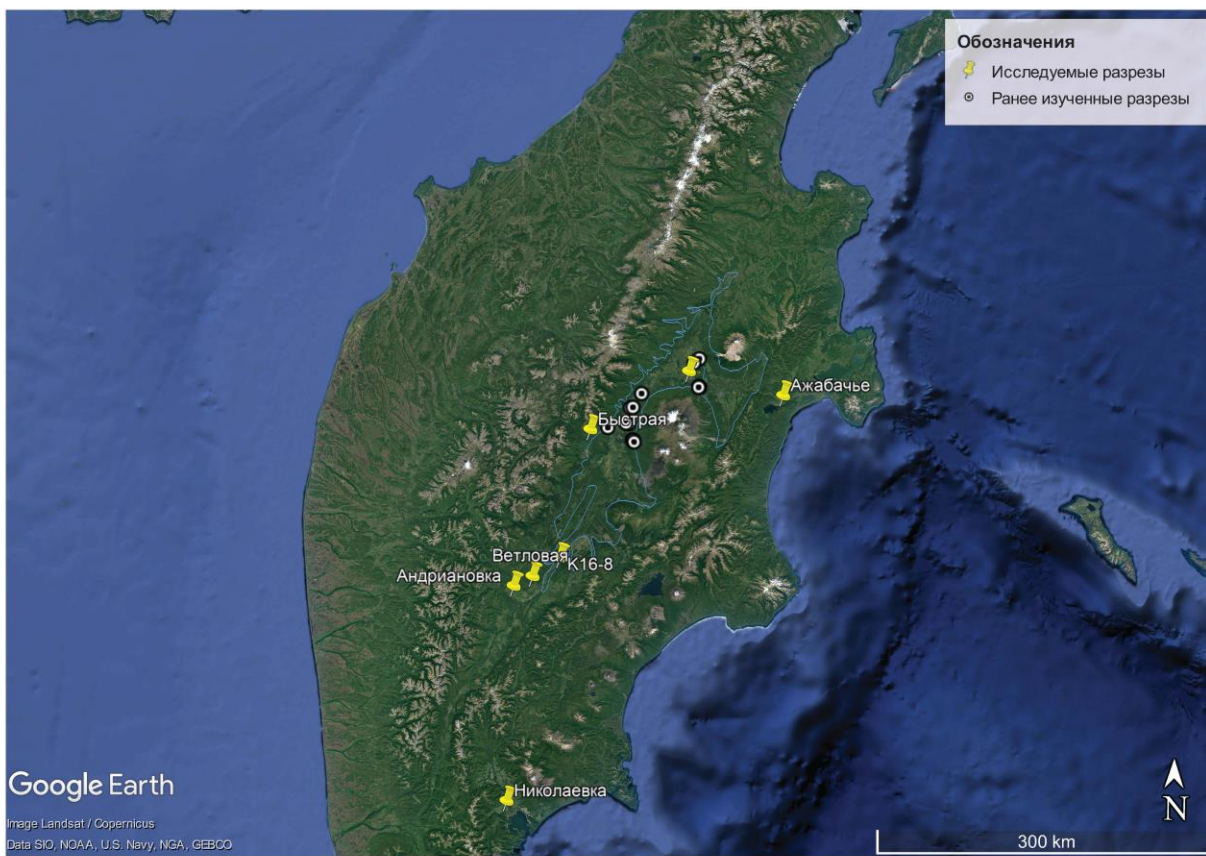 Обозначения
Исследуемые разрезы
Ранее изученные разрезы
Ажабачье
Быстрая
Ветловая
К16-8
Андриановка
Николаевка
Google Earth
Image Landsat / Copernicus
Data SIO, NOAA, U.S. Navy, NGA, GEBCO
N
300 km